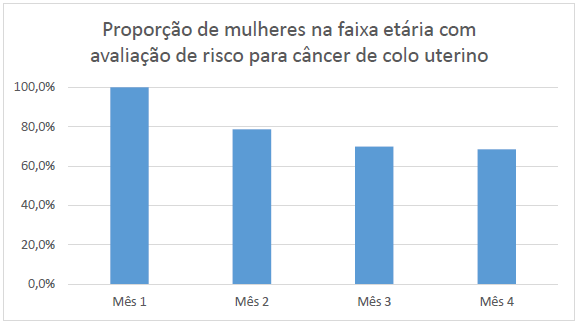 Proporção de mulheres na faixa etária com
avaliação de risco para câncer de colo uterino
100,0%
80,0%
60,0%
40,0%
20,0%
0,0%
Mês 1
Mês 2
Mês 3
Mês 4